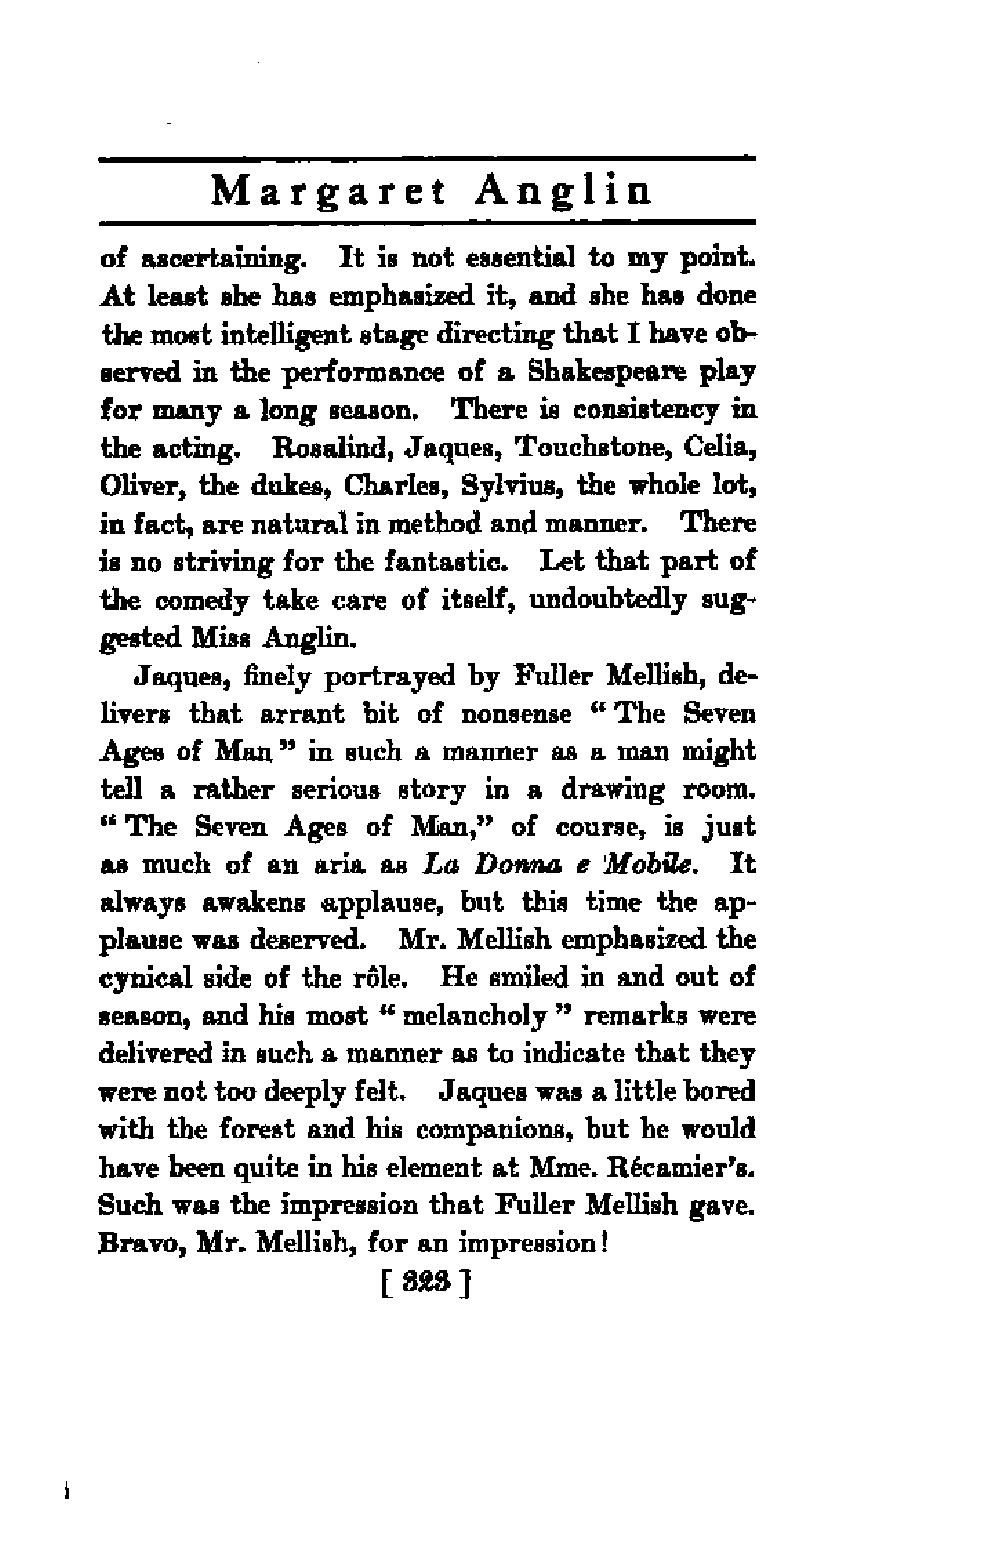 Margaret Anglin
of ascertaining. It is not essential to my point.
At least she has emphasized it, and she has done
the most intelligent stage directing that I have ob-
served in the performance of a Shakespeare play
for many a long season. There is consistency in
the acting. Rosalind, Jaques, Touchstone, Celia,
Oliver, the dukes, Charles, Sylvius, the whole lot,
in fact, are natural in method and manner. There
is no striving for the fantastic. Let that part of
the comedy take care of itself, undoubtedly sug-
gested Miss Anglin.
Jaques, finely portrayed by Fuller Mellish, de-
livers that arrant bit of nonsense “The Seven
Ages of Man” in such a manner as a man might
tell a rather serious story in a drawing room.
“The Seven Ages of Man,” of course, is just
as much of an aria as La Donna e Mobile. It
always awakens applause, but this time the ap-
plause was deserved. Mr. Mellish emphasized the
cynical side of the rôle. He smiled in and out of
season, and his most “melancholy” remarks were
delivered in such a manner as to indicate that they
were not too deeply felt. Jaques was a little bored
with the forest and his companions, but he would
have been quite in his element at Mme. Récamier’s.
Such was the impression that Fuller Mellish gave.
Bravo, Mr. Mellish, for an impression!
[ 323 ]